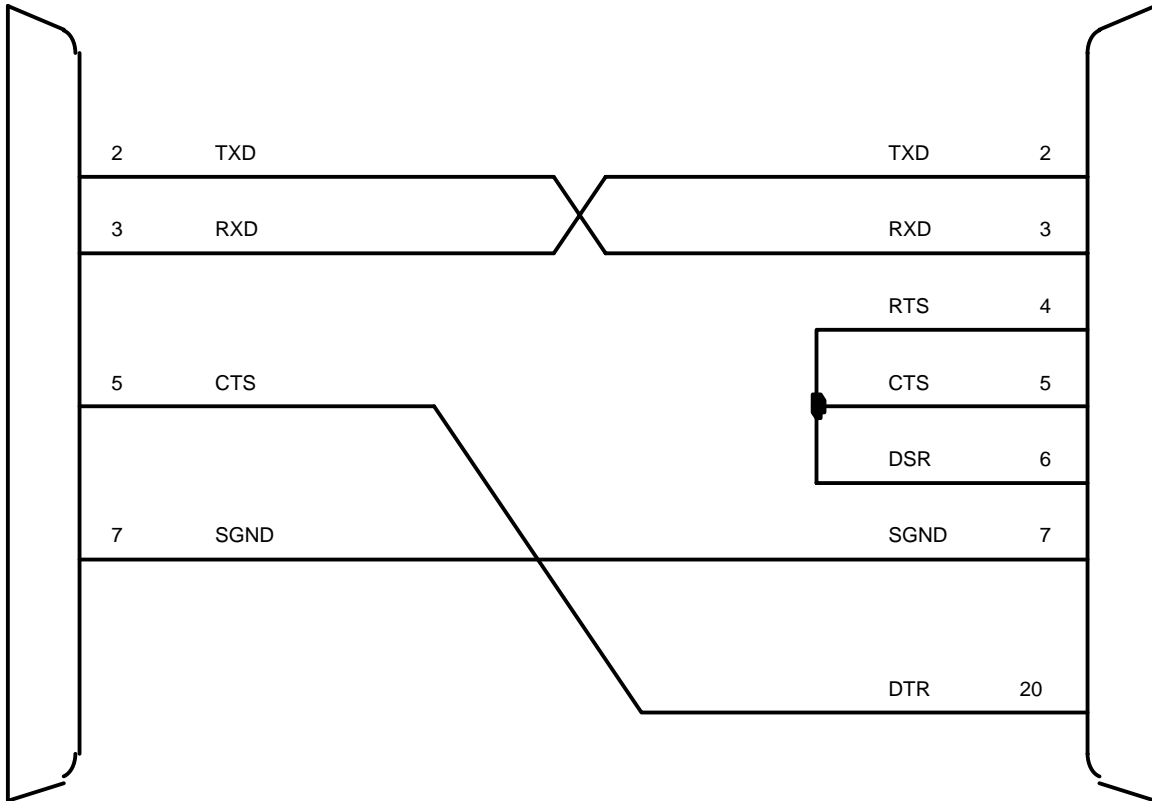 2 TXD TXD 2
3 RXD RXD 3
RTS 4
5 CTS CTS 5
DSR 6
7 SGND SGND 7
DTR 20